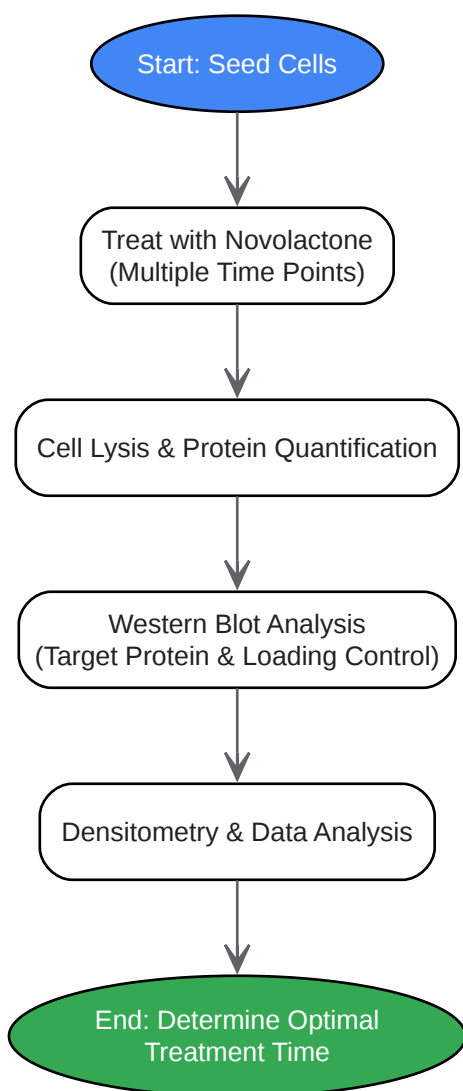 Start: Seed Cells
Treat with Novolactone
(Multiple Time Points)
Cell Lysis & Protein Quantification
Western Blot Analysis
(Target Protein & Loading Control)
Densitometry & Data Analysis
End: Determine Optimal
Treatment Time